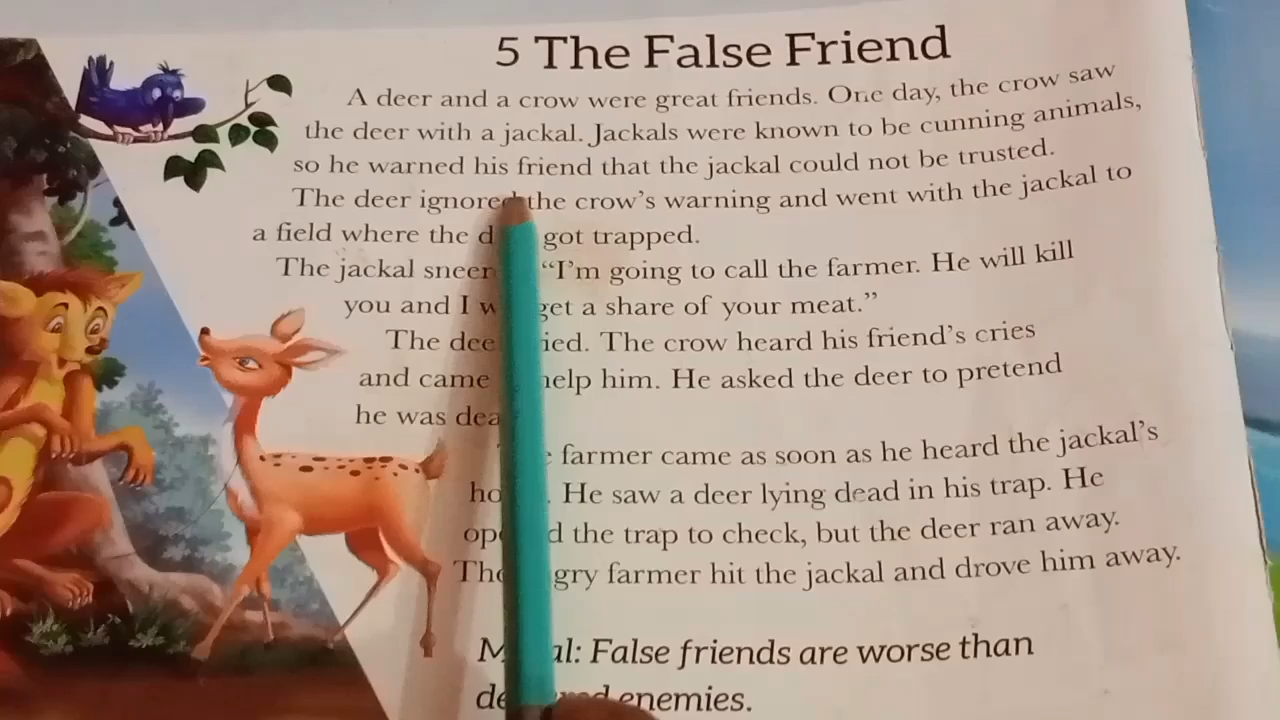 5 The False Friend
A deer and a crow were great friends. One day, the crow saw
the deer with a jackal. Jackals were known to be cunning animals,
so he warned his friend that the jackal could not be trusted.
The deer ignored the crow's warning and went with the jackal to
a field where the got trapped.
The jackal "I'm going to call the farmer. He will kill
you and I get a share of your meat."
The The crow heard his friend's cries
and came help him. He asked the deer to pretend
he was
farmer came as soon as he heard the jackal's
He saw a deer lying dead in his trap. He
the trap to check, but the deer ran away.
farmer hit the jackal and drove him away.
False friends are worse than
enemies.